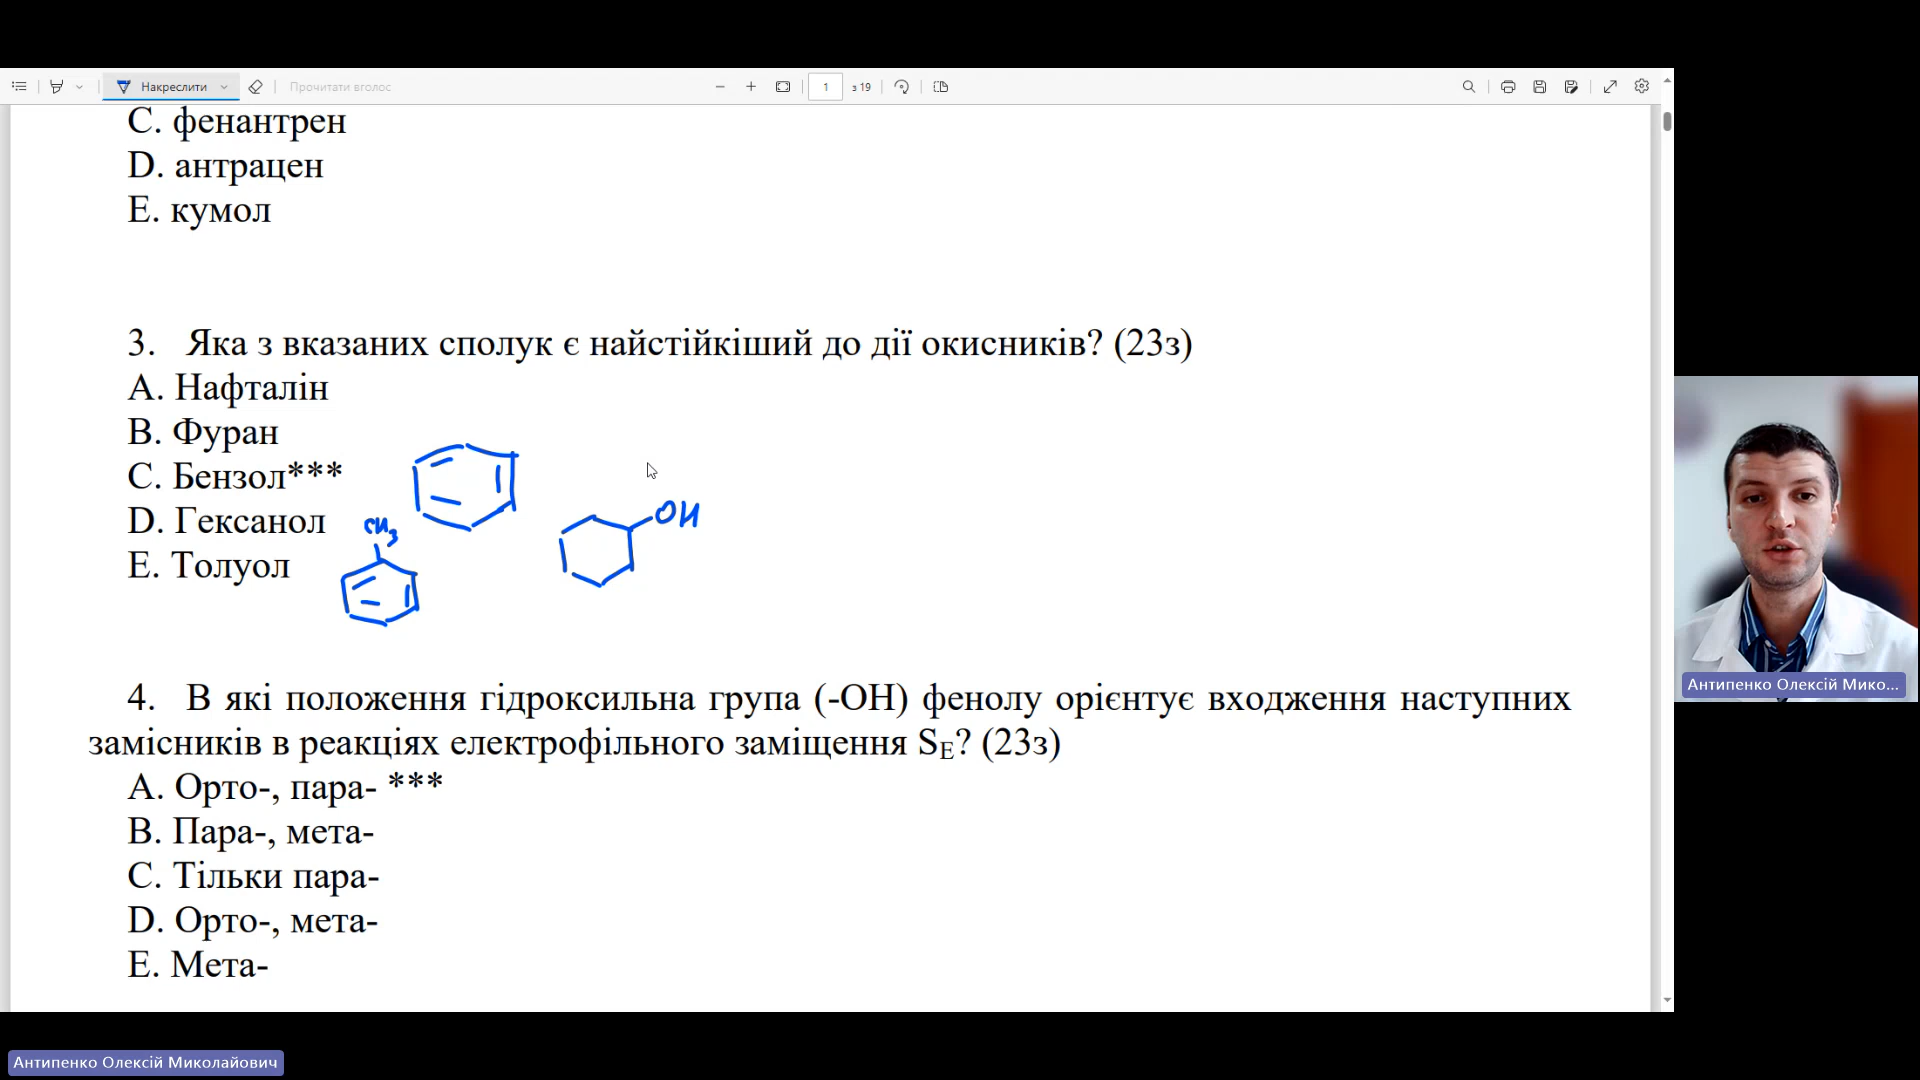 Накреслити
Прочитати вголос
1
з 19
C. фенантрен
D. антрацен
E. кумол
3. Яка з вказаних сполук є найстійкіший до дії окисників? (23з)
A. Нафталін
B. Фуран
C. Бензол***
D. Гексанол
E. Толуол
CH3
OH
4. В які положення гідроксильна група (-OH) фенолу орієнтує входження наступних
замісників в реакціях електрофільного заміщення SE? (23з)
A. Орто-, пара- ***
B. Пара-, мета-
C. Тільки пара-
D. Орто-, мета-
E. Мета-
Антипенко Олексій Мико...
Антипенко Олексій Миколайович